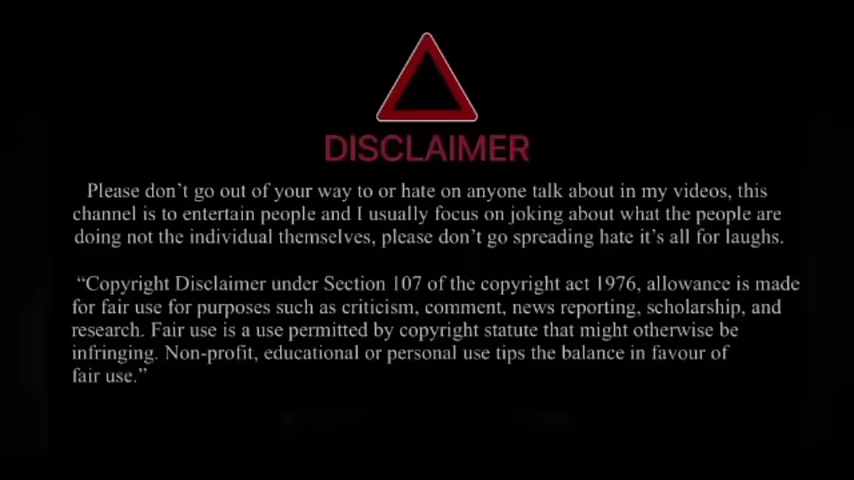 DISCLAIMER
Please don’t go out of your way to or hate on anyone talk about in my videos, this
channel is to entertain people and I usually focus on joking about what the people are
doing not the individual themselves, please don’t go spreading hate it’s all for laughs.
“Copyright Disclaimer under Section 107 of the copyright act 1976, allowance is made
for fair use for purposes such as criticism, comment, news reporting, scholarship, and
research. Fair use is a use permitted by copyright statute that might otherwise be
infringing. Non-profit, educational or personal use tips the balance in favour of
fair use.”